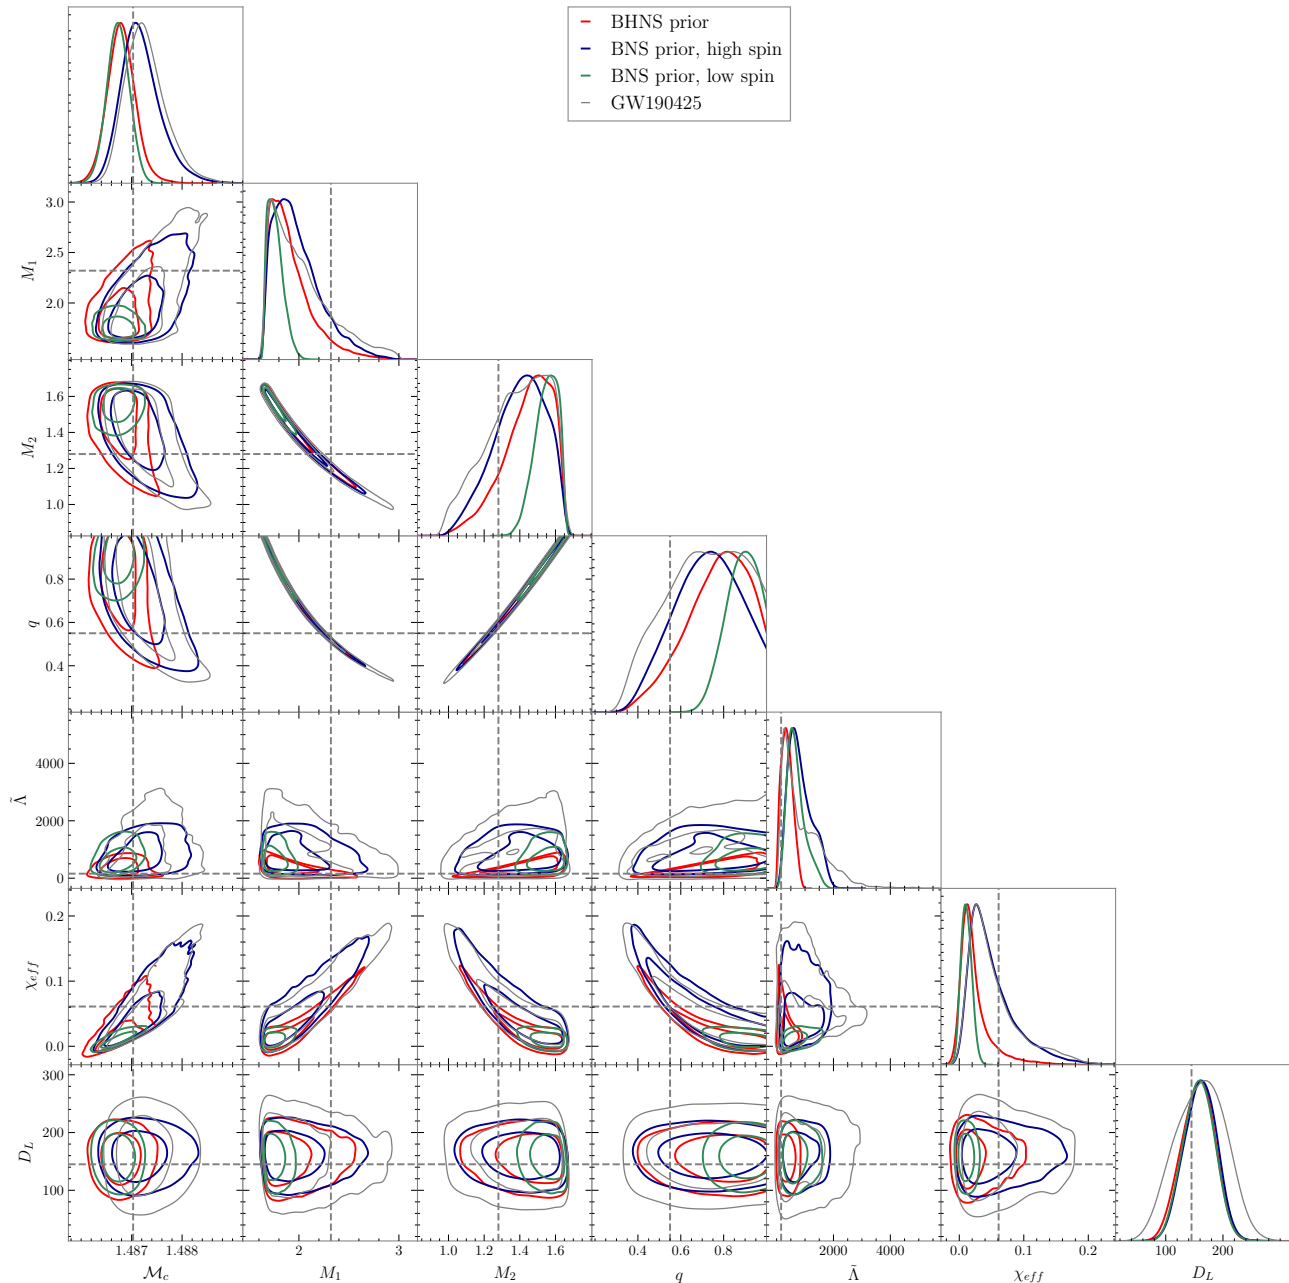 BHNS prior
BNS prior, high spin
BNS prior, low spin
GW190425
3.0
2.5
2.0
M₁
1.6
1.4
1.2
1.0
M₂
0.8
0.6
0.4
q
4000
2000
0
Λ̃
0.2
0.1
0.0
χeff
300
200
100
D_L
1.487 1.488
2 3
1.0 1.2 1.4 1.6
0.4 0.6 0.8
2000 4000
0.0 0.1 0.2
100 200
ℳc M₁ M₂ q Λ̃ χeff D_L